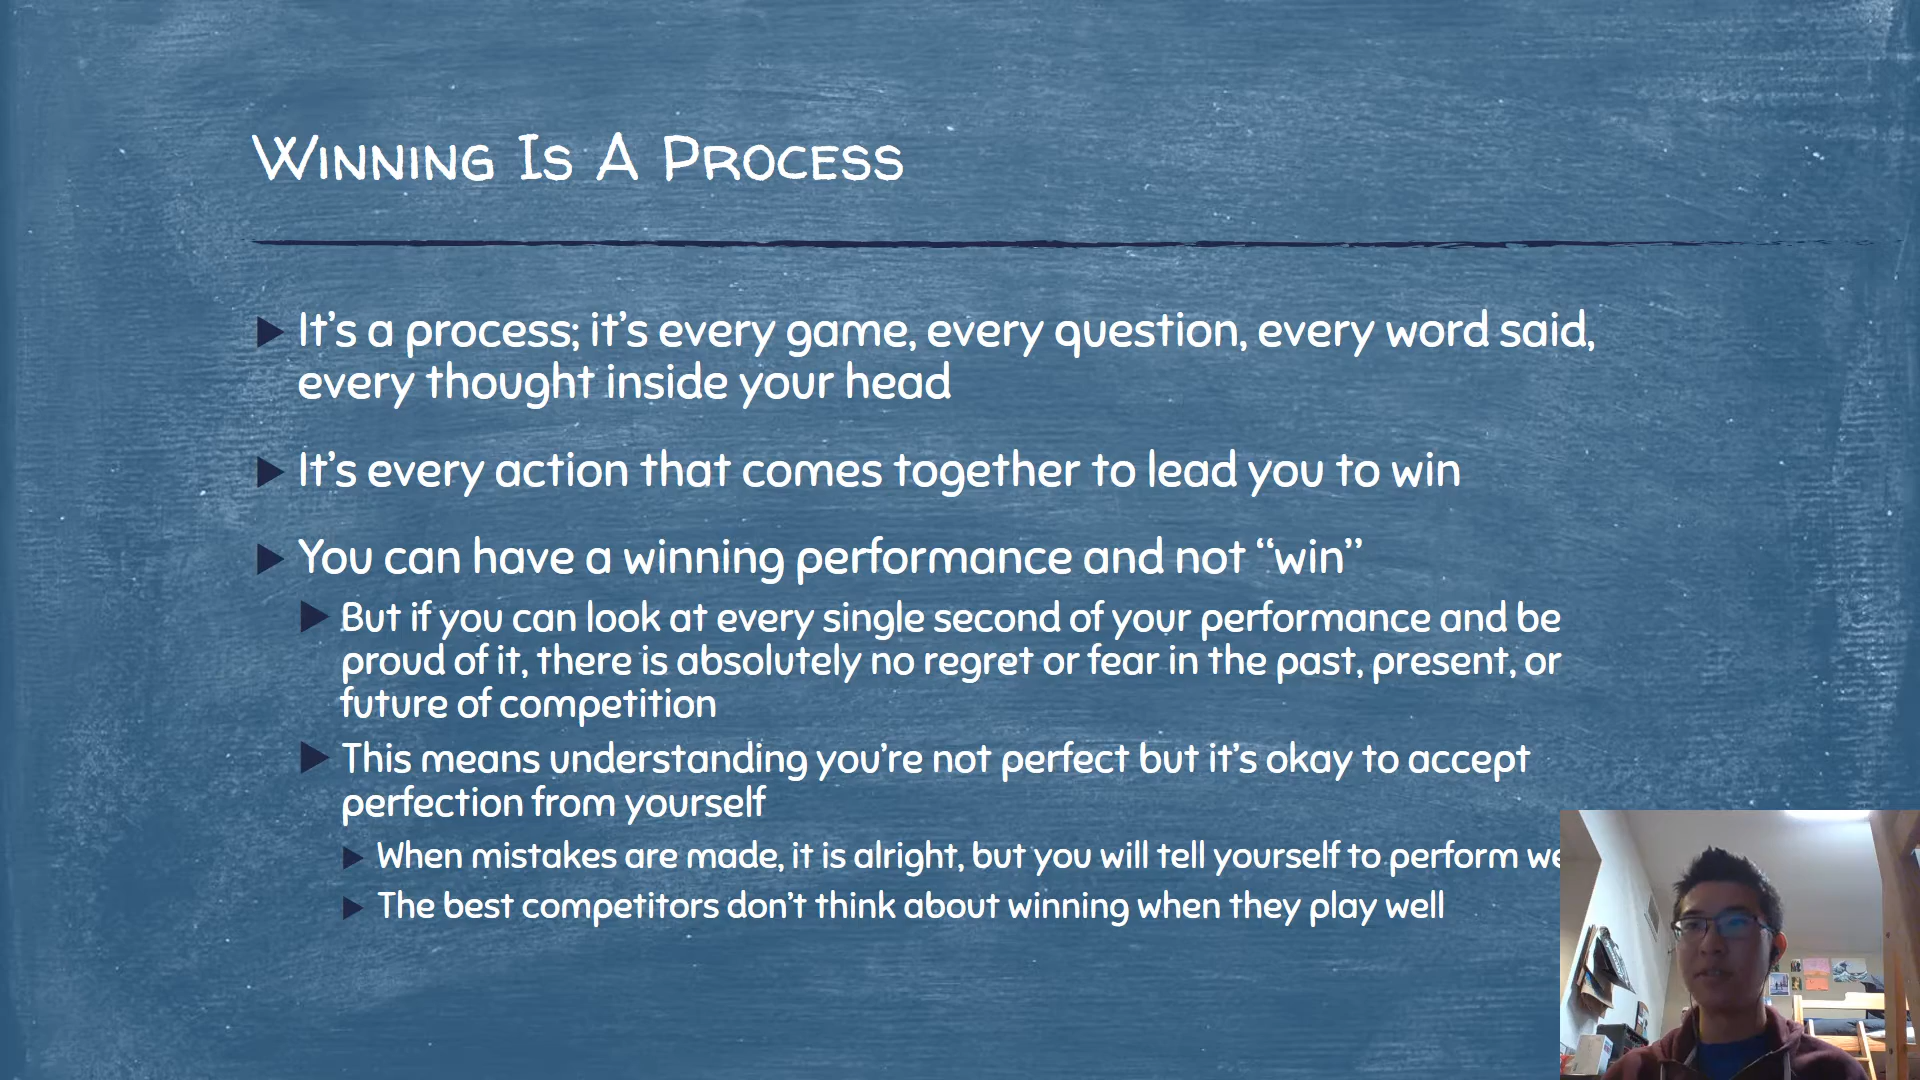 Winning Is A Process
It’s a process; it’s every game, every question, every word said,
every thought inside your head
It’s every action that comes together to lead you to win
You can have a winning performance and not “win”
But if you can look at every single second of your performance and be
proud of it, there is absolutely no regret or fear in the past, present, or
future of competition
This means understanding you’re not perfect but it’s okay to accept
perfection from yourself
When mistakes are made, it is alright, but you will tell yourself to perform
The best competitors don’t think about winning when they play well